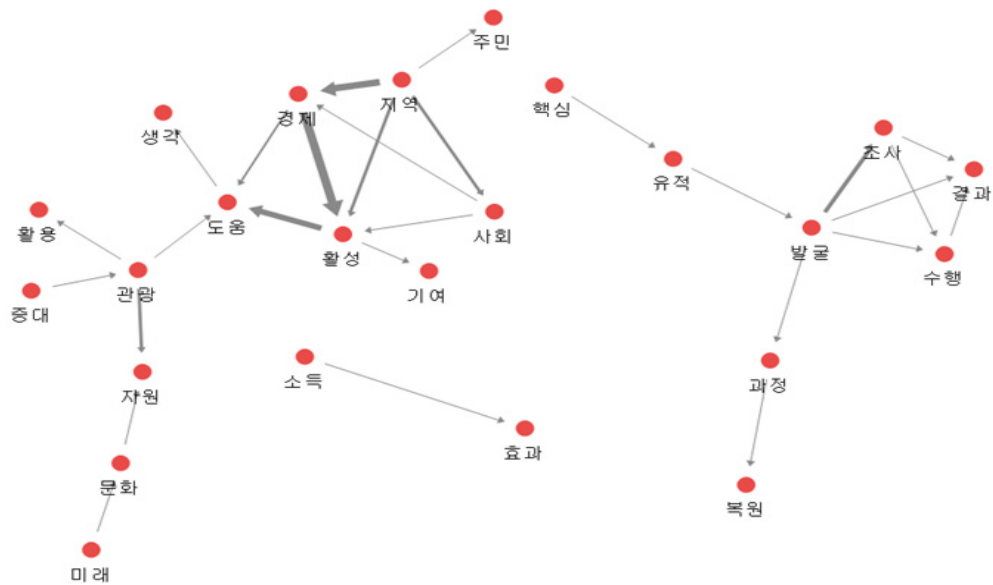 주민
경제
지역
핵심
생각
조사
유적
결과
활용
도움
활성
사회
발굴
수행
증대
관광
기여
자원
소득
과정
효과
문화
복원
미래